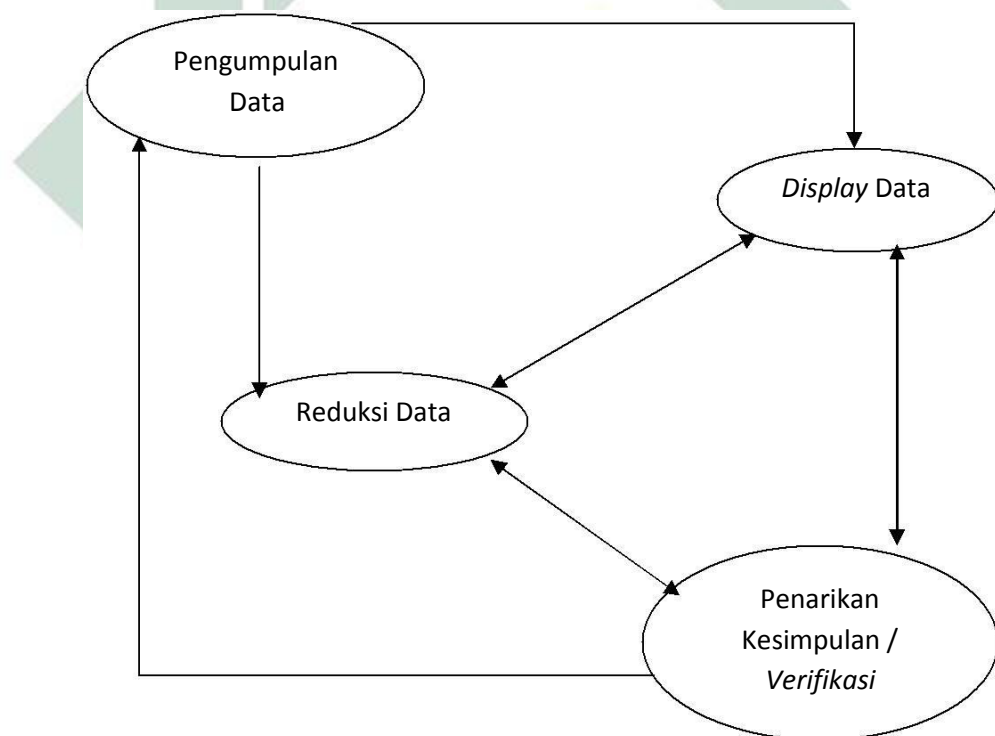 Pengumpulan
Data
Display Data
Reduksi Data
Penarikan
Kesimpulan /
Verifikasi